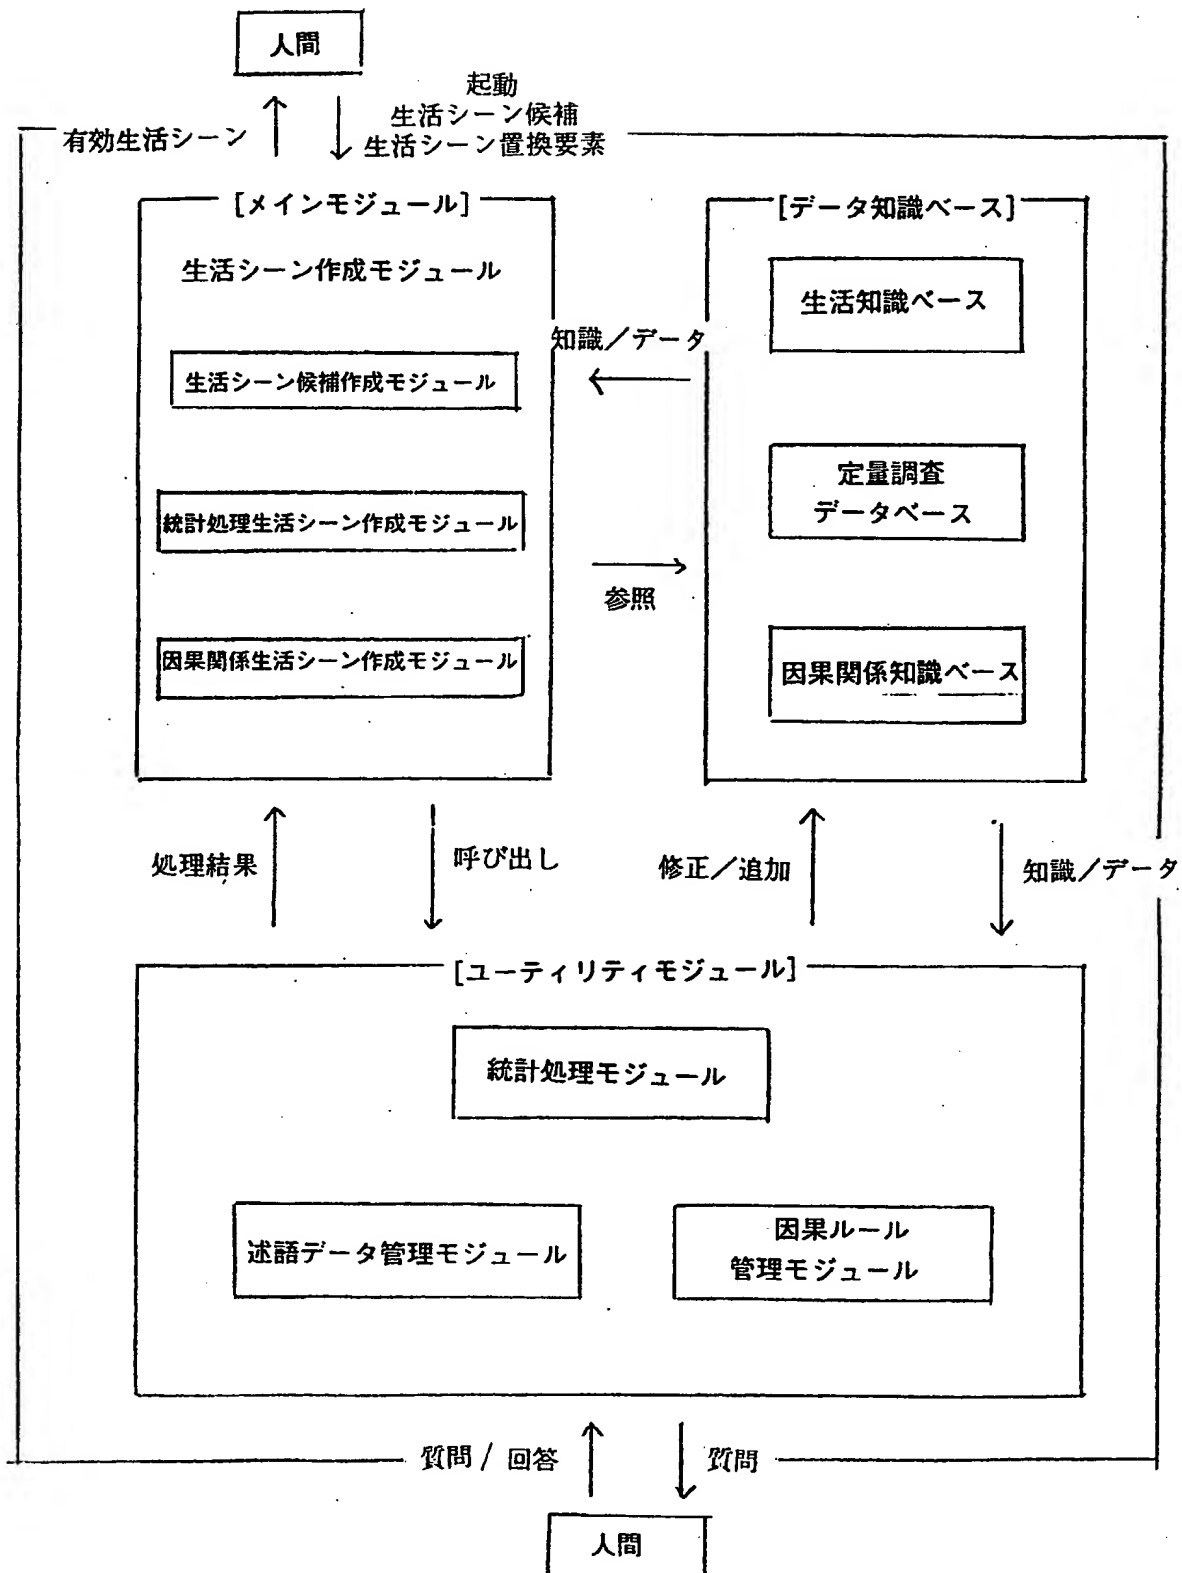 人間
起動
生活シーン候補
有効生活シーン
生活シーン置換要素
[メインモジュール]
[データ知識ベース]
生活シーン作成モジュール
生活知識ベース
知識／データ
生活シーン候補作成モジュール
定量調査
データベース
統計処理生活シーン作成モジュール
参照
因果関係生活シーン作成モジュール
因果関係知識ベース
処理結果
呼び出し
修正／追加
知識／データ
[ユーティリティモジュール]
統計処理モジュール
述語データ管理モジュール
因果ルール
管理モジュール
質問 / 回答
質問
人間